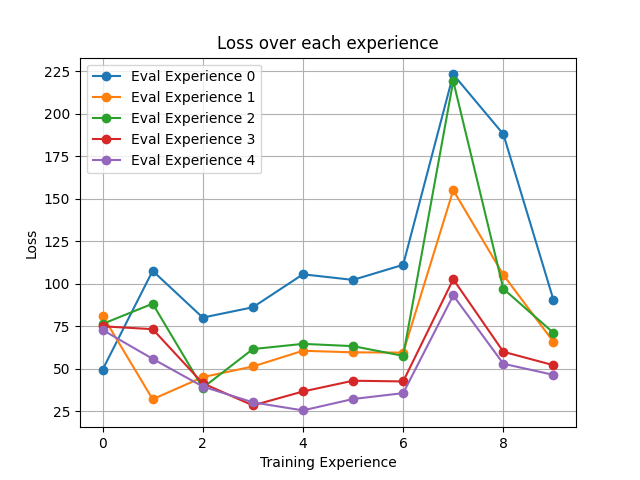 Loss over each experience
Eval Experience 0
Eval Experience 1
Eval Experience 2
Eval Experience 3
Eval Experience 4
Loss
225
200
175
150
125
100
75
50
25
0 2 4 6 8
Training Experience